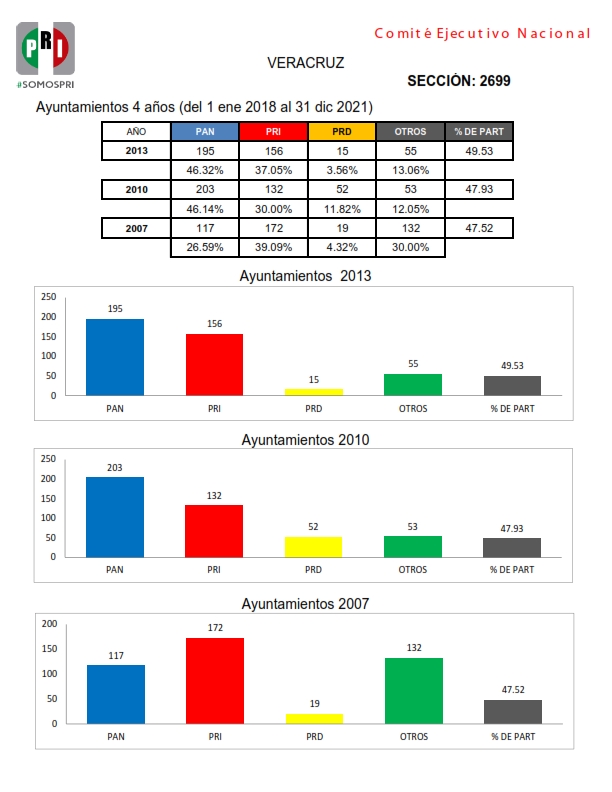 Comité Ejecutivo Nacional
PRI
#SOMOSPRI
VERACRUZ
SECCIÓN: 2699
Ayuntamientos 4 años (del 1 ene 2018 al 31 dic 2021)
AÑO PAN PRI PRD OTROS % DE PART
2013 195 156 15 55 49.53
46.32% 37.05% 3.56% 13.06%
2010 203 132 52 53 47.93
46.14% 30.00% 11.82% 12.05%
2007 117 172 19 132 47.52
26.59% 39.09% 4.32% 30.00%
Ayuntamientos 2013
250
200
150
100
50
0
195
156
15
55
49.53
PAN PRI PRD OTROS % DE PART
Ayuntamientos 2010
250
200
150
100
50
0
203
132
52
53
47.93
PAN PRI PRD OTROS % DE PART
Ayuntamientos 2007
200
150
100
50
0
117
172
19
132
47.52
PAN PRI PRD OTROS % DE PART